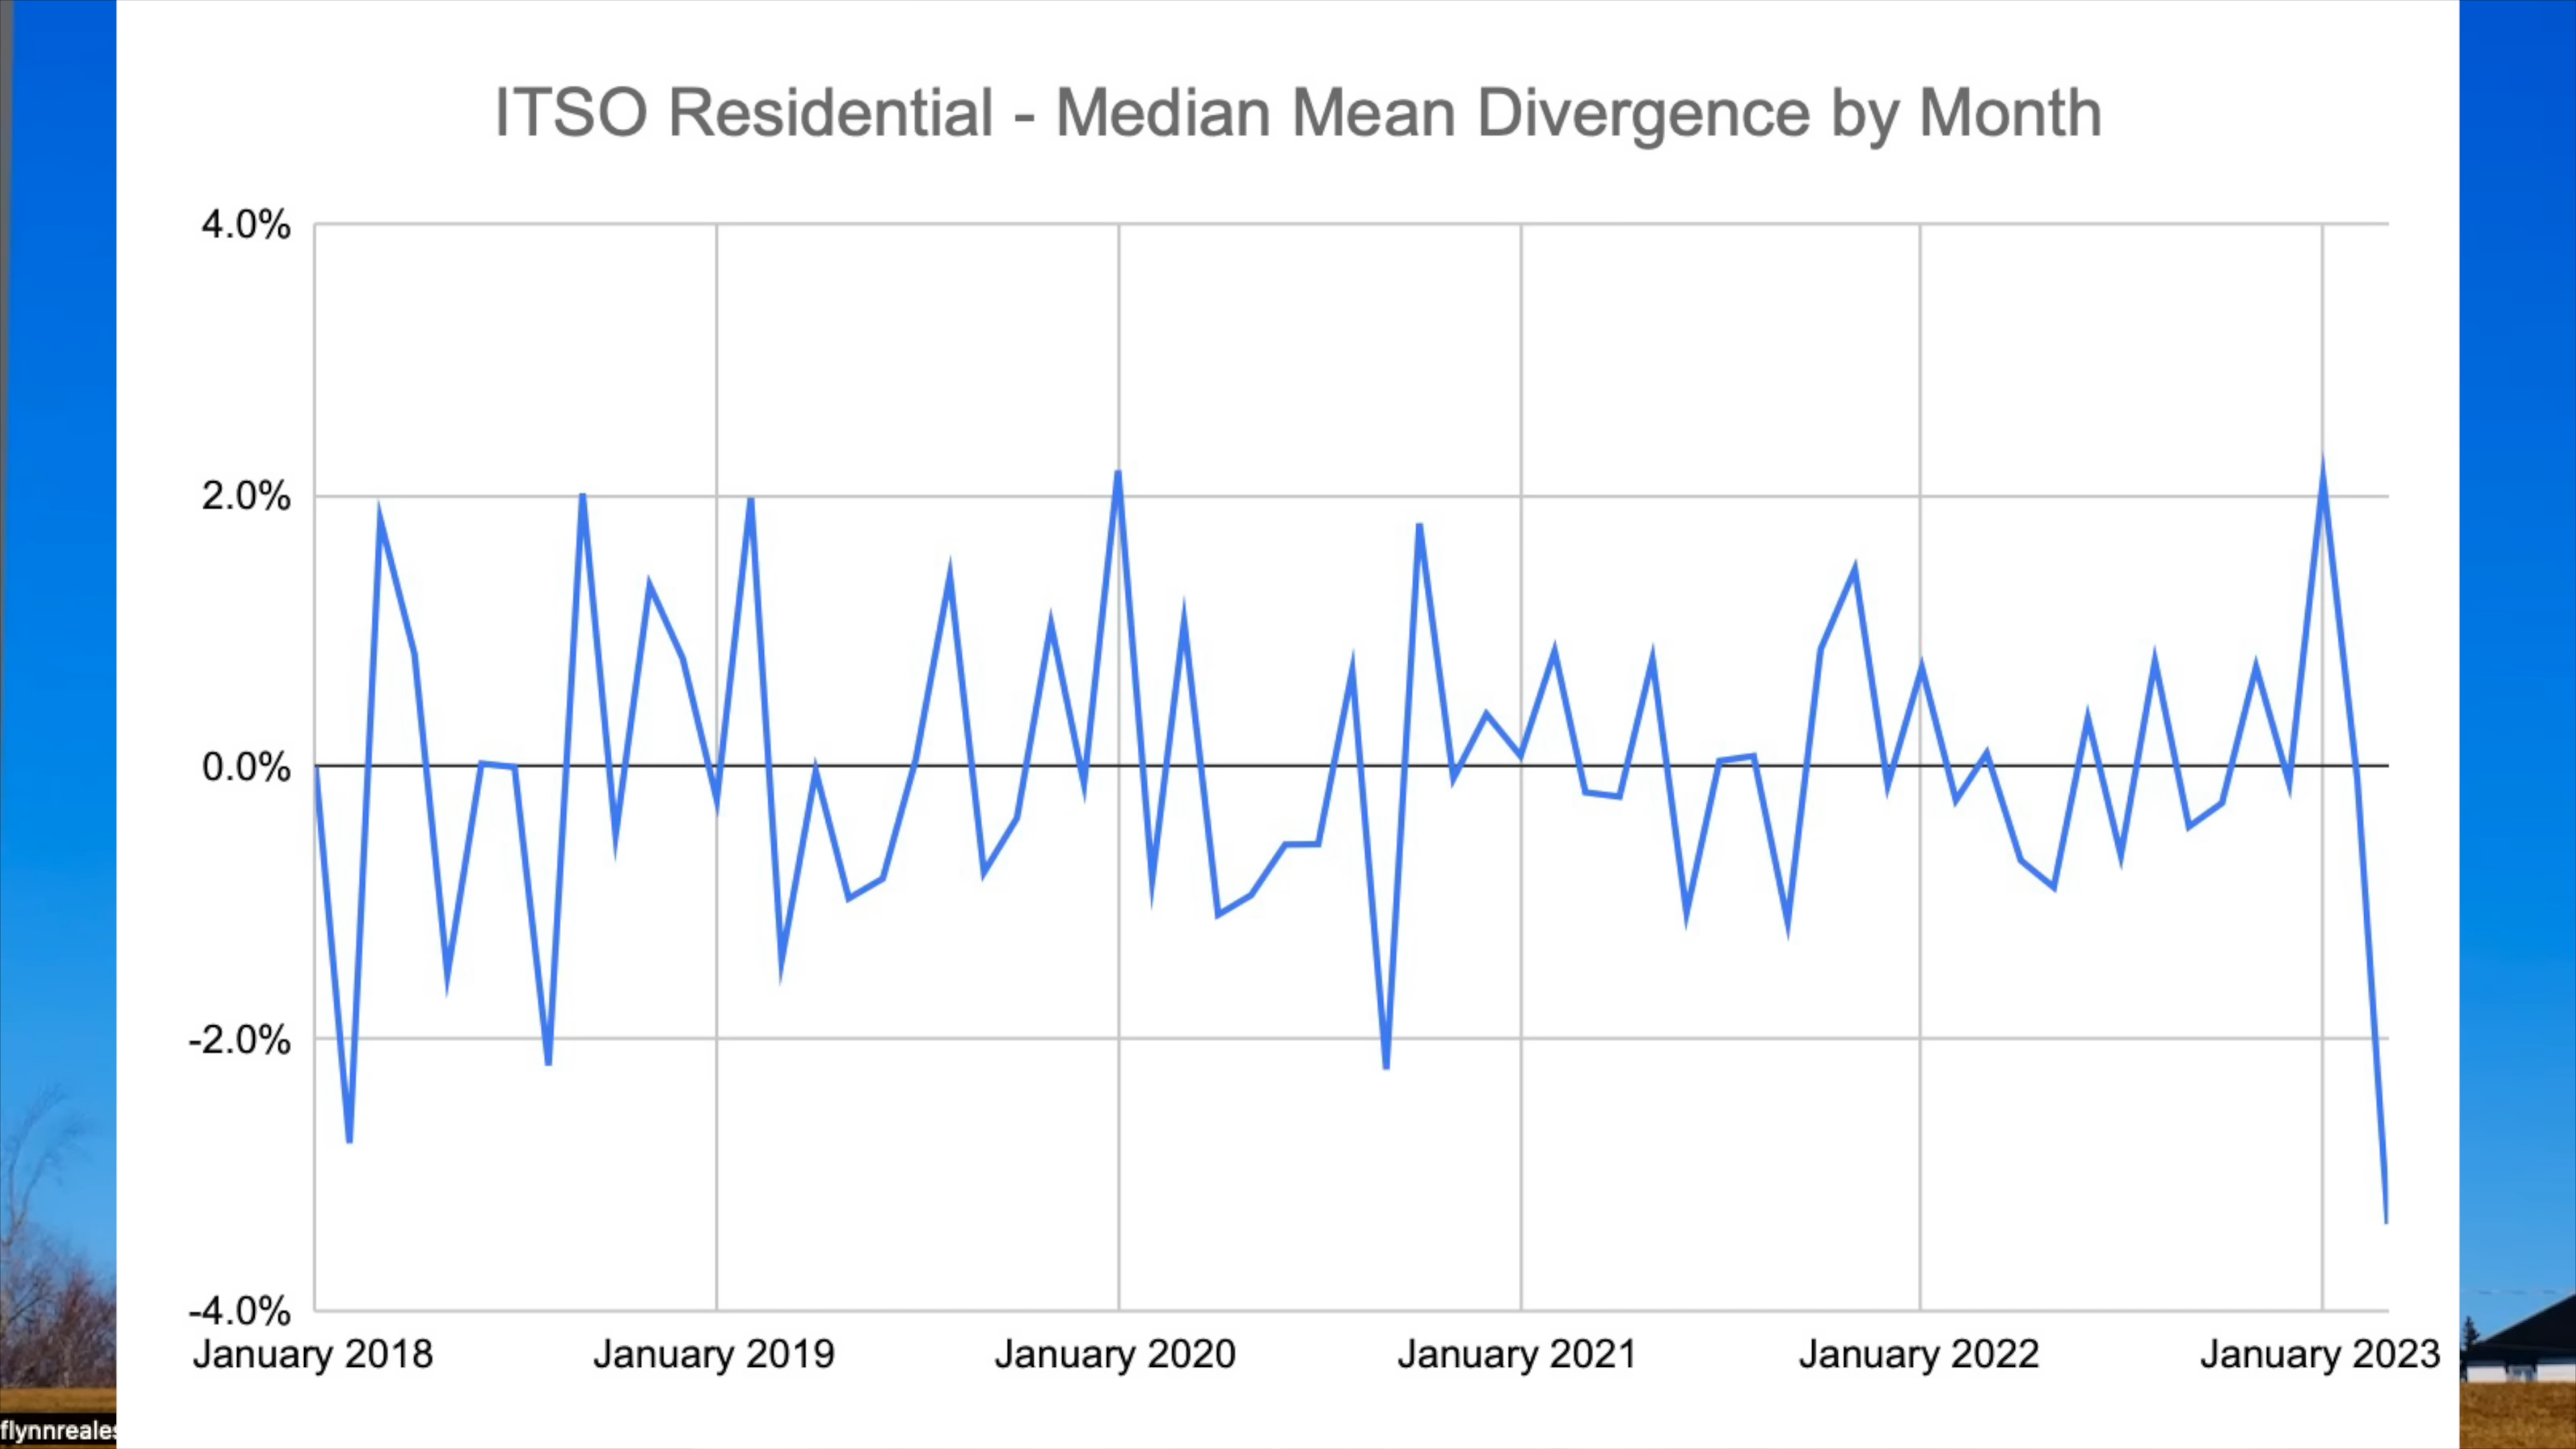 ITSO Residential - Median Mean Divergence by Month
4.0%
2.0%
0.0%
-2.0%
-4.0%
January 2018
January 2019
January 2020
January 2021
January 2022
January 2023
flynnreales